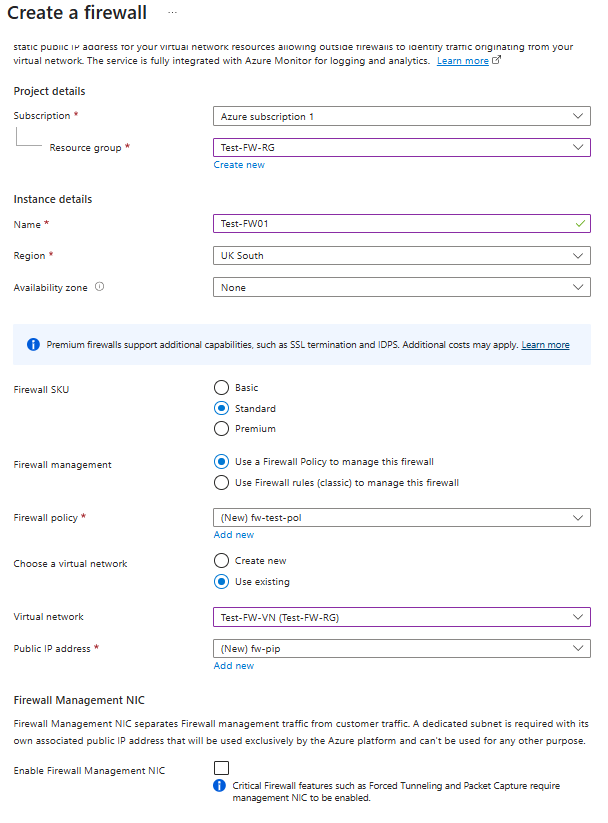 Create a firewall
...
static public IP address for your virtual network resources allowing outside firewalls to identify traffic originating from your
virtual network. The service is fully integrated with Azure Monitor for logging and analytics. Learn more
Project details
Subscription * Azure subscription 1
Resource group * Test-FW-RG
Create new
Instance details
Name * Test-FW01
Region * UK South
Availability zone None
Premium firewalls support additional capabilities, such as SSL termination and IDPS. Additional costs may apply. Learn more
Firewall SKU Basic
Standard
Premium
Firewall management Use a Firewall Policy to manage this firewall
Use Firewall rules (classic) to manage this firewall
Firewall policy * (New) fw-test-pol
Add new
Choose a virtual network Create new
Use existing
Virtual network Test-FW-VN (Test-FW-RG)
Public IP address * (New) fw-pip
Add new
Firewall Management NIC
Firewall Management NIC separates Firewall management traffic from customer traffic. A dedicated subnet is required with its
own associated public IP address that will be used exclusively by the Azure platform and can't be used for any other purpose.
Enable Firewall Management NIC
Critical Firewall features such as Forced Tunneling and Packet Capture require
management NIC to be enabled.